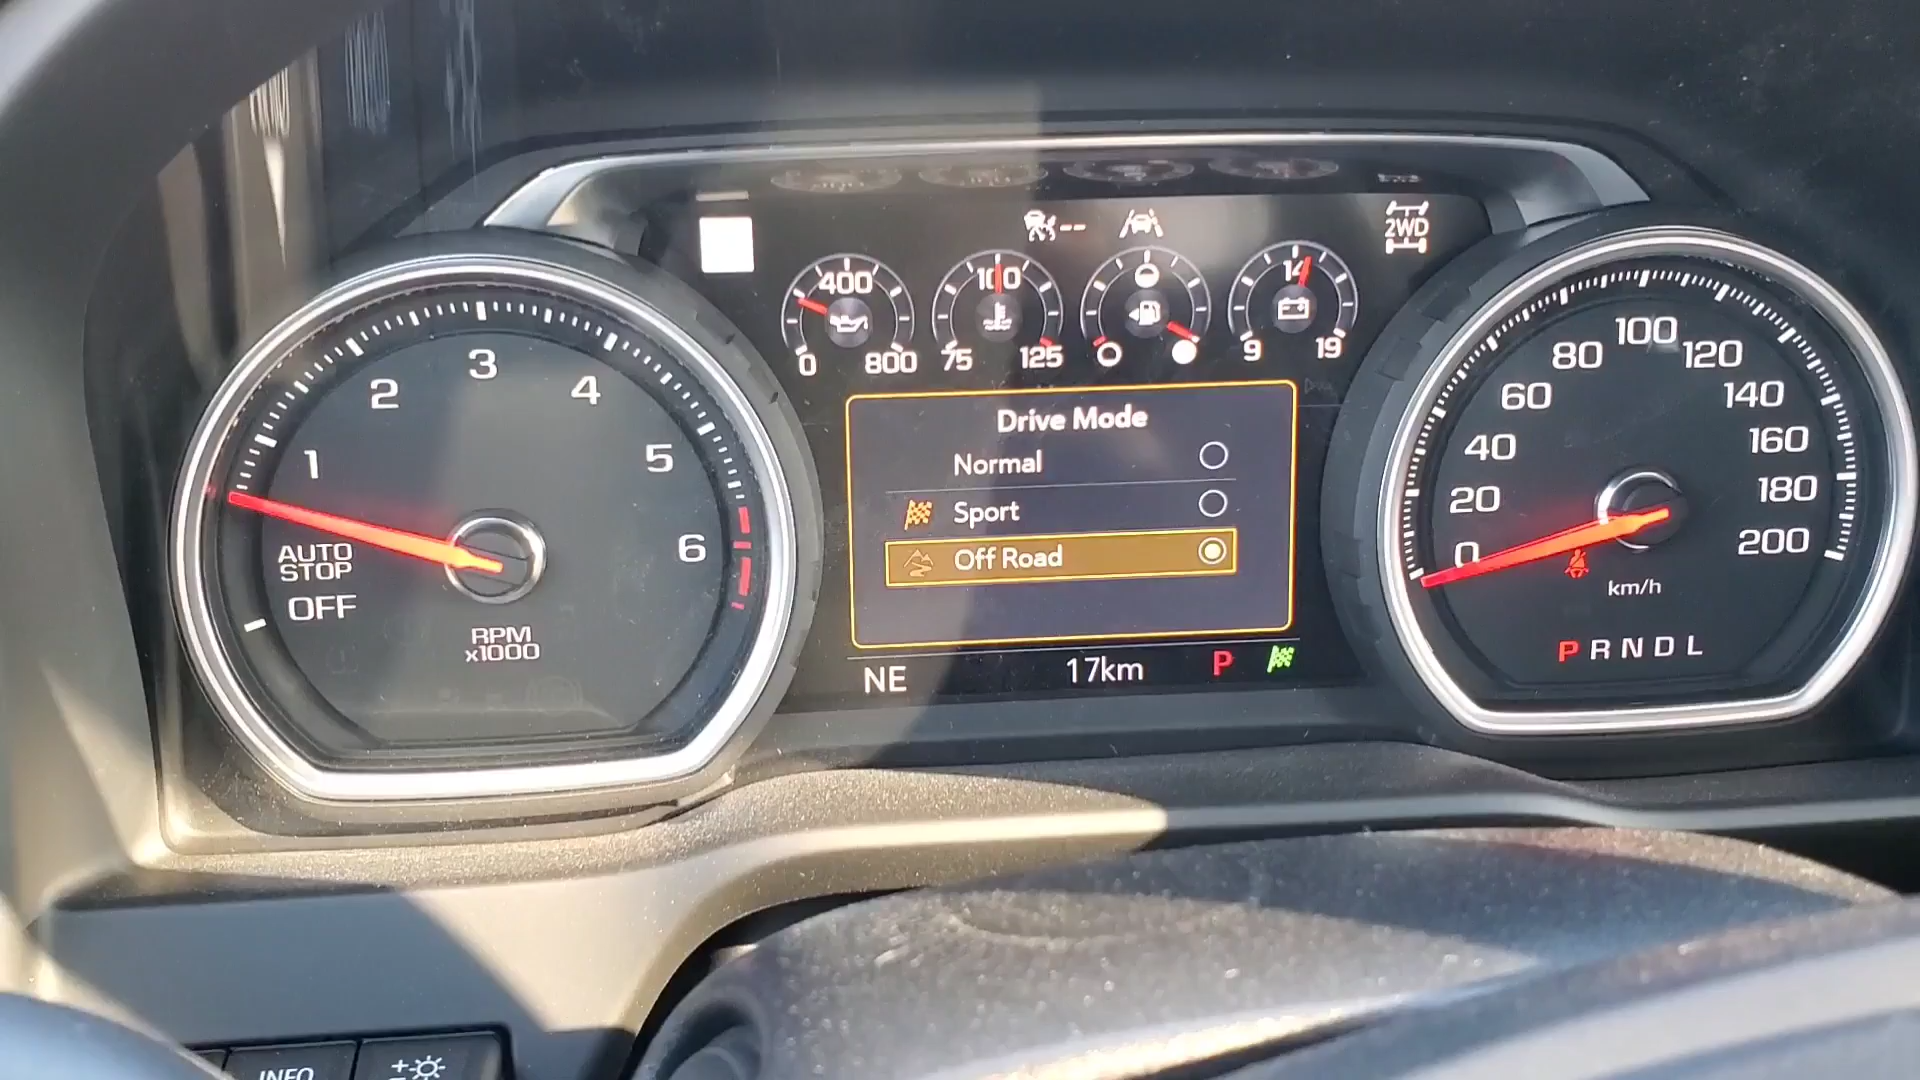 2WD
400
0 800
100
75 125
14
9 19
1
2
3
4
5
6
AUTO
STOP
OFF
RPM
x1000
Drive Mode
Normal
Sport
Off Road
NE 17km P
0
20
40
60
80
100
120
140
160
180
200
km/h
P R N D L
INFO
+
-